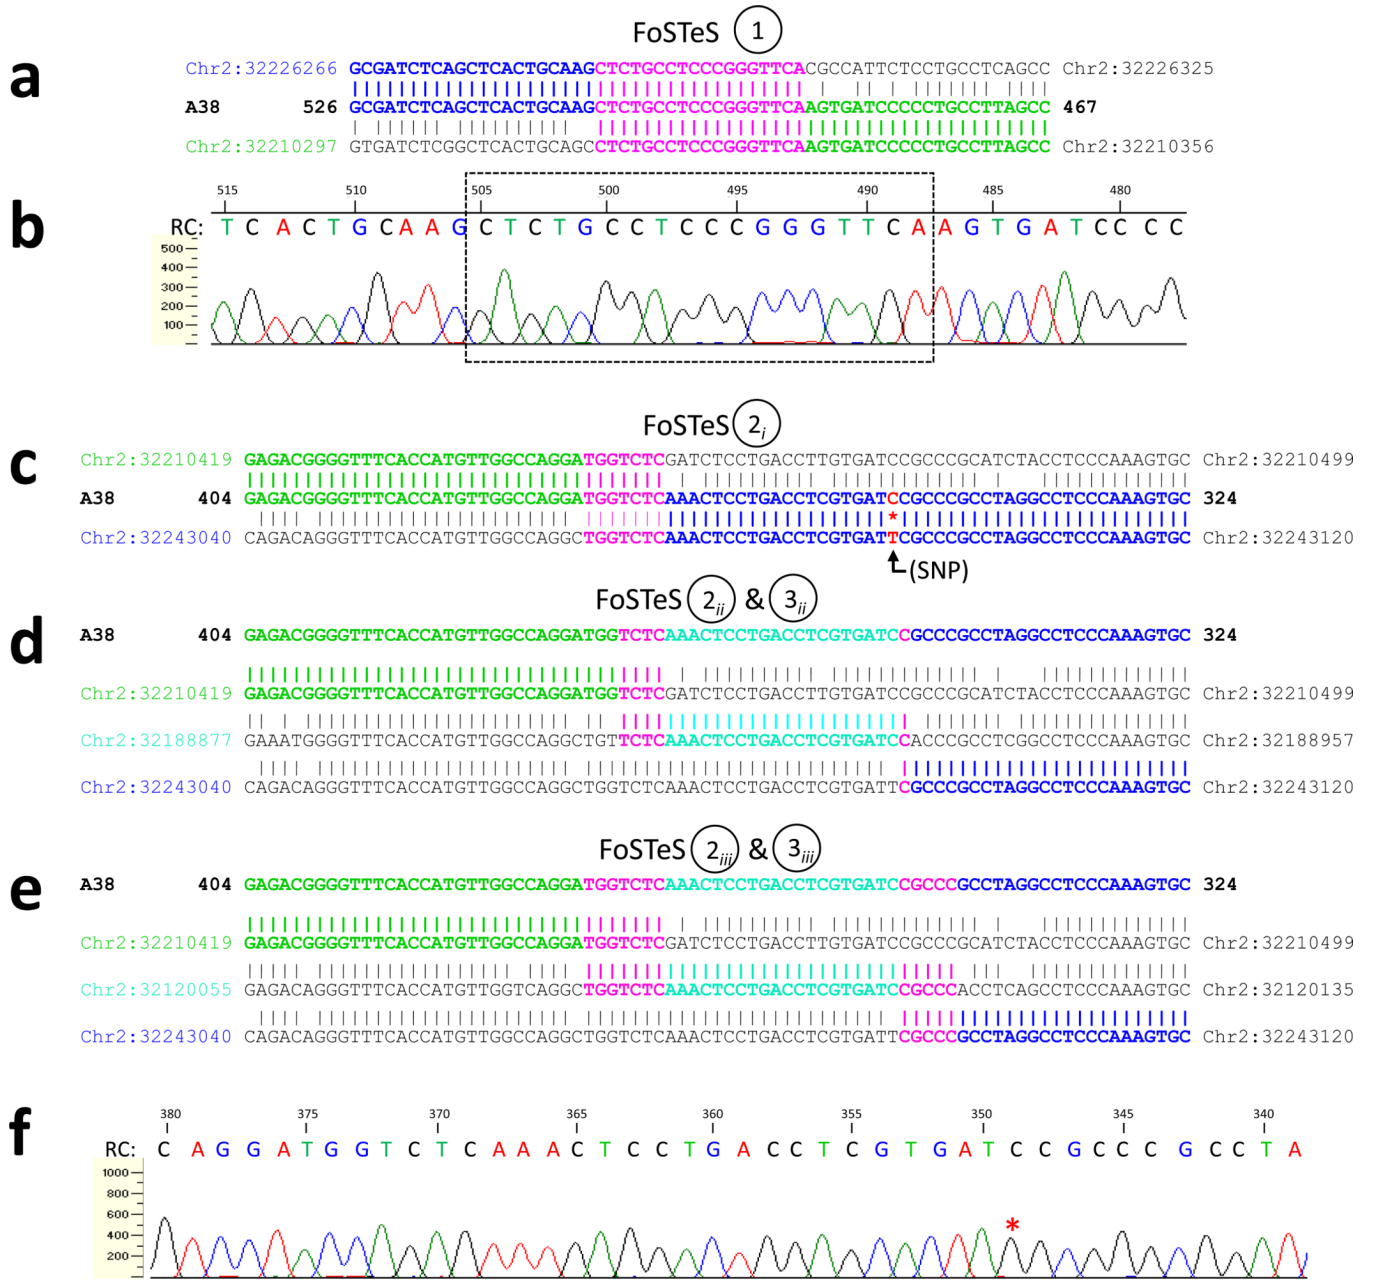 FoSTeS 1
a
Chr2:32226266 GCGATCTCAGCTCACTGCAAGCTCTGCCTCCCGGGTTCACGCCATTCTCCTGCCTCAGCC Chr2:32226325
A38 526 GCGATCTCAGCTCACTGCAAGCTCTGCCTCCCGGGTTCAAGTGATCCCCCTGCCTTAGCC 467
Chr2:32210297 GTGATCTCGGCTCACTGCAGCCTCTGCCTCCCGGGTTCAAGTGATCCCCCTGCCTTAGCC Chr2:32210356
b
515 510 505 500 495 490 485 480
RC: T C A C T G C A A G C T C T G C C T C C C G G G T T C A A G T G A T C C C C
500
400
300
200
100
FoSTeS 2i
c
Chr2:32210419 GAGACGGGGTTTCACCATGTTGGCCAGGATGGTCTCGATCTCCTGACCTTGTGATCCGCCCGCATCTACCTCCCAAAGTGC Chr2:32210499
A38 404 GAGACGGGGTTTCACCATGTTGGCCAGGATGGTCTCAAACTCCTGACCTCGTGATCCGCCCGCCTAGGCCTCCCAAAGTGC 324
*
Chr2:32243040 CAGACAGGGTTTCACCATGTTGGCCAGGCTGGTCTCAAACTCCTGACCTCGTGATTCGCCCGCCTAGGCCTCCCAAAGTGC Chr2:32243120
(SNP)
FoSTeS 2ii & 3ii
d
A38 404 GAGACGGGGTTTCACCATGTTGGCCAGGATGGTCTCAAACTCCTGACCTCGTGATCCGCCCGCCTAGGCCTCCCAAAGTGC 324
Chr2:32210419 GAGACGGGGTTTCACCATGTTGGCCAGGATGGTCTCGATCTCCTGACCTTGTGATCCGCCCGCATCTACCTCCCAAAGTGC Chr2:32210499
Chr2:32188877 GAAATGGGGTTTCACCATGTTGGCCAGGCTGTTCTCAAACTCCTGACCTCGTGATCCACCCGCCTCGGCCTCCCAAAGTGC Chr2:32188957
Chr2:32243040 CAGACAGGGTTTCACCATGTTGGCCAGGCTGGTCTCAAACTCCTGACCTCGTGATTCGCCCGCCTAGGCCTCCCAAAGTGC Chr2:32243120
FoSTeS 2iii & 3iii
e
A38 404 GAGACGGGGTTTCACCATGTTGGCCAGGATGGTCTCAAACTCCTGACCTCGTGATCCGCCCGCCTAGGCCTCCCAAAGTGC 324
Chr2:32210419 GAGACGGGGTTTCACCATGTTGGCCAGGATGGTCTCGATCTCCTGACCTTGTGATCCGCCCGCATCTACCTCCCAAAGTGC Chr2:32210499
Chr2:32120055 GAGACAGGGTTTCACCATGTTGGTCAGGCTGGTCTCAAACTCCTGACCTCGTGATCCGCCCACCTCAGCCTCCCAAAGTGC Chr2:32120135
Chr2:32243040 CAGACAGGGTTTCACCATGTTGGCCAGGCTGGTCTCAAACTCCTGACCTCGTGATTCGCCCGCCTAGGCCTCCCAAAGTGC Chr2:32243120
f
380 375 370 365 360 355 350 345 340
RC: C A G G A T G G T C T C A A A C T C C T G A C C T C G T G A T C C G C C C G C C T A
1000
800
600
400
200
*